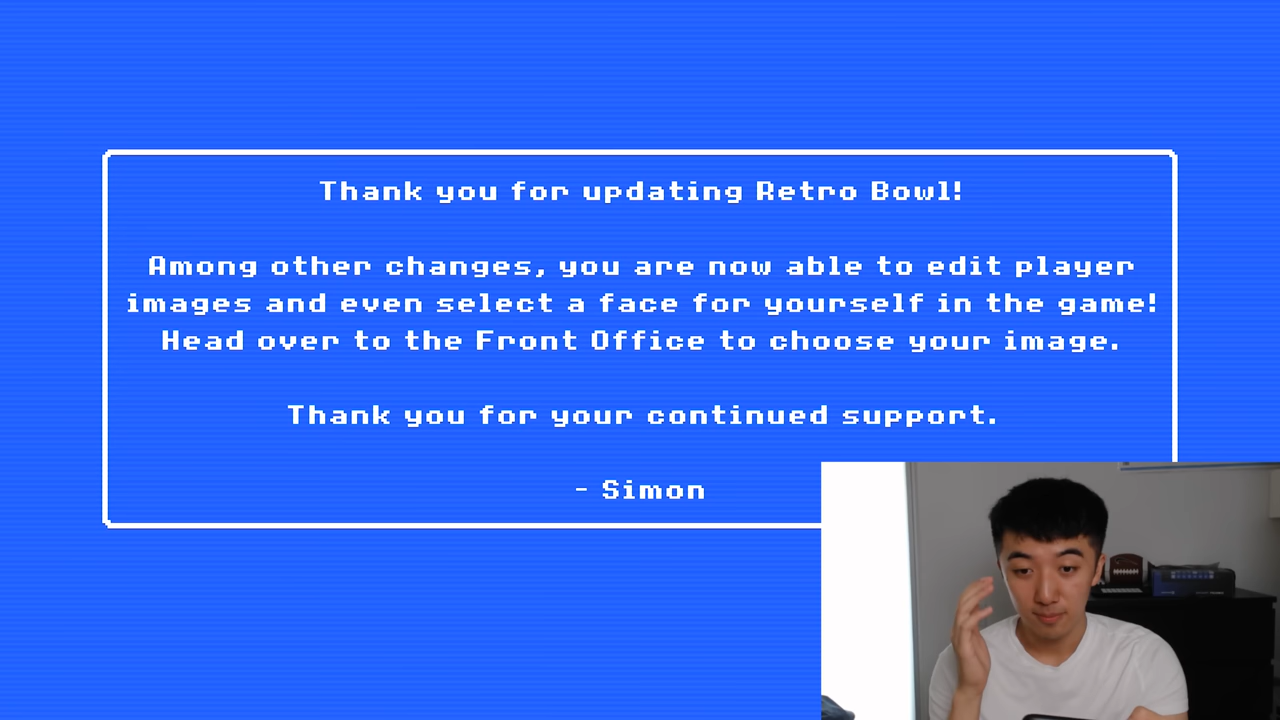 Thank you for updating Retro Bowl!
Among other changes, you are now able to edit player
images and even select a face for yourself in the game!
Head over to the Front Office to choose your image.
Thank you for your continued support.
- Simon